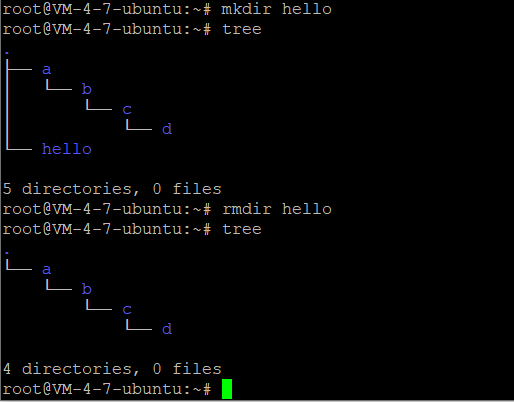 root@VM-4-7-ubuntu:~# mkdir hello
root@VM-4-7-ubuntu:~# tree
.
├── a
│   └── b
│       └── c
│           └── d
└── hello
5 directories, 0 files
root@VM-4-7-ubuntu:~# rmdir hello
root@VM-4-7-ubuntu:~# tree
.
└── a
    └── b
        └── c
            └── d
4 directories, 0 files
root@VM-4-7-ubuntu:~#